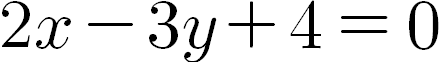 2x − 3y + 4 = 0